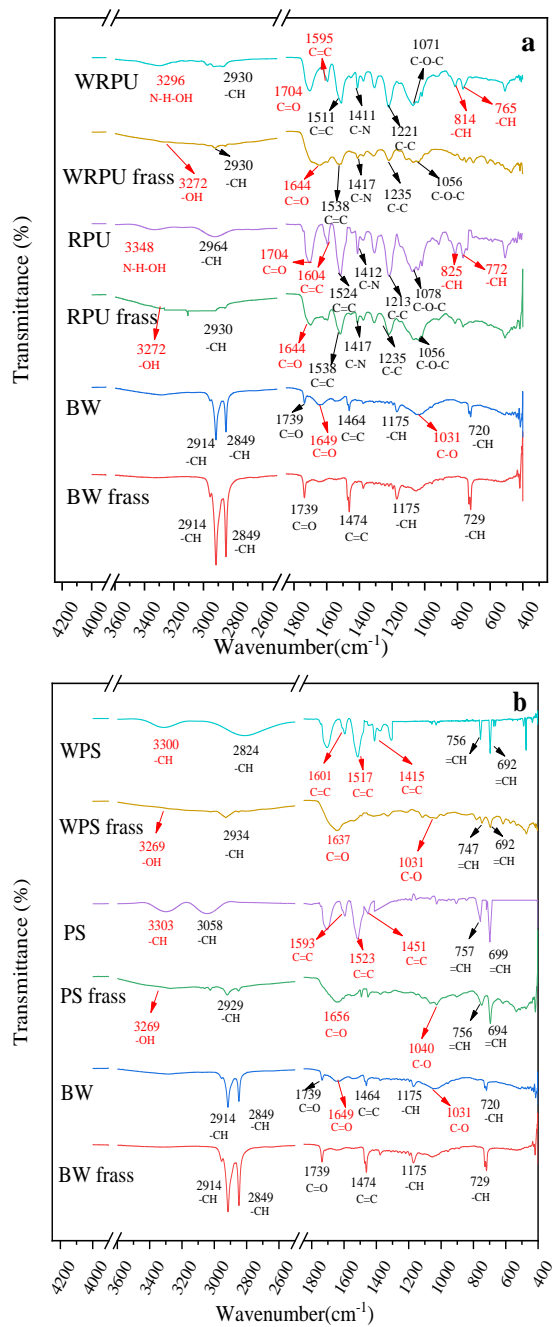 a
1595
C=C
1071
C-O-C
WRPU
3296
N-H-OH
2930
-CH
1704
C=O
1511
C=C
1411
C-N
1221
C-C
814
-CH
765
-CH
WRPU frass
3272
-OH
2930
-CH
1644
C=O
1538
C=C
1417
C-N
1235
C-C
1056
C-O-C
RPU
3348
N-H-OH
2964
-CH
1704
C=O
1604
C=C
1524
C=C
1412
C-N
1213
C-C
1078
C-O-C
825
-CH
772
-CH
RPU frass
3272
-OH
2930
-CH
1644
C=O
1538
C=C
1417
C-N
1235
C-C
1056
C-O-C
BW
2914
-CH
2849
-CH
1739
C=O
1649
C=O
1464
C=C
1175
-CH
1031
C-O
720
-CH
BW frass
2914
-CH
2849
-CH
1739
C=O
1474
C=C
1175
-CH
729
-CH
Transmittance (%)
4200 4000 3600 3400 3200 3000 2800 2600 1800 1600 1400 1200 1000 800 600 400
Wavenumber(cm⁻¹)
b
WPS
3300
-CH
2824
-CH
1601
C=C
1517
C=C
1415
C=C
756
=CH
692
=CH
WPS frass
3269
-OH
2934
-CH
1637
C=O
1031
C-O
747
=CH
692
=CH
PS
3303
-CH
3058
-CH
1593
C=C
1523
C=C
1451
C=C
757
=CH
699
=CH
PS frass
3269
-OH
2929
-CH
1656
C=O
1040
C-O
756
=CH
694
=CH
BW
2914
-CH
2849
-CH
1739
C=O
1649
C=O
1464
C=C
1175
-CH
1031
C-O
720
-CH
BW frass
2914
-CH
2849
-CH
1739
C=O
1474
C=C
1175
-CH
729
-CH
Transmittance (%)
4200 4000 3600 3400 3200 3000 2800 2600 1800 1600 1400 1200 1000 800 600 400
Wavenumber(cm⁻¹)